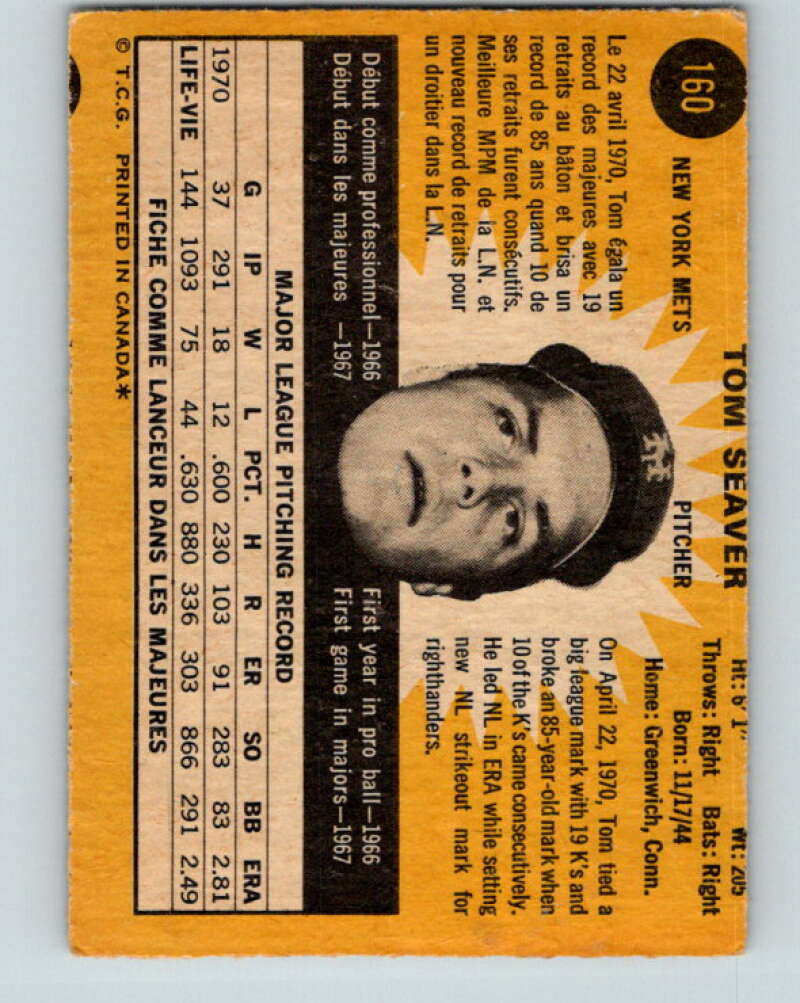 160
TOM SEAVER
Ht: 6' 1" Wt: 205
NEW YORK METS PITCHER
Throws: Right Bats: Right
Born: 11/17/44
Home: Greenwich, Conn.
Le 22 avril 1970, Tom égala un
record des majeures avec 19
retraits au bâton et brisa un
record de 85 ans quand 10 de
ses retraits furent consécutifs.
Meilleure MPM de la L.N. et
nouveau record de retraits pour
un droitier dans la L.N.
On April 22, 1970, Tom tied a
big league mark with 19 K's and
broke an 85-year-old mark when
10 of the K's came consecutively.
He led NL in ERA while setting
new NL strikeout mark for
righthanders.
Début comme professionnel—1966
Début dans les majeures —1967
First year in pro ball—1966
First game in majors—1967
MAJOR LEAGUE PITCHING RECORD
G IP W L PCT. H R ER SO BB ERA
1970 37 291 18 12 .600 230 103 91 283 83 2.81
LIFE-VIE 144 1093 75 44 .630 880 336 303 866 291 2.49
FICHE COMME LANCEUR DANS LES MAJEURES
© T.C.G. PRINTED IN CANADA*